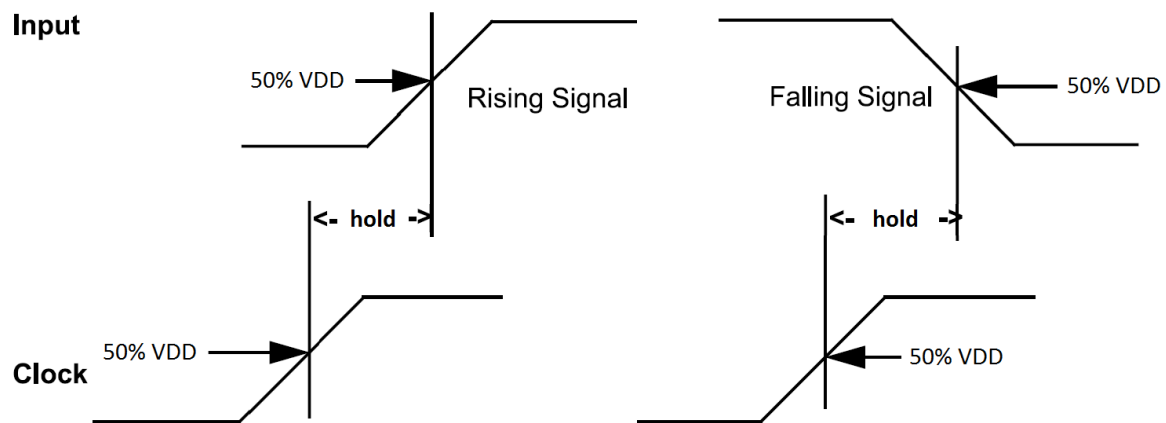 Input
50% VDD
Rising Signal
Falling Signal
50% VDD
<- hold ->
<- hold ->
50% VDD
50% VDD
Clock